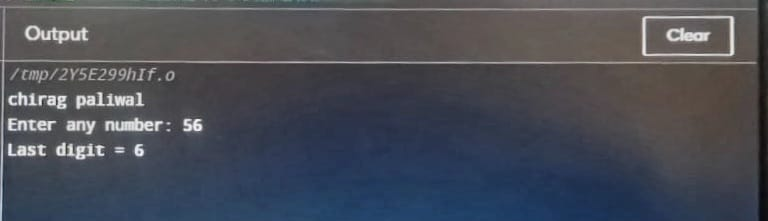 Output
Clear
/tmp/2Y5E299hIf.o
chirag paliwal
Enter any number: 56
Last digit = 6